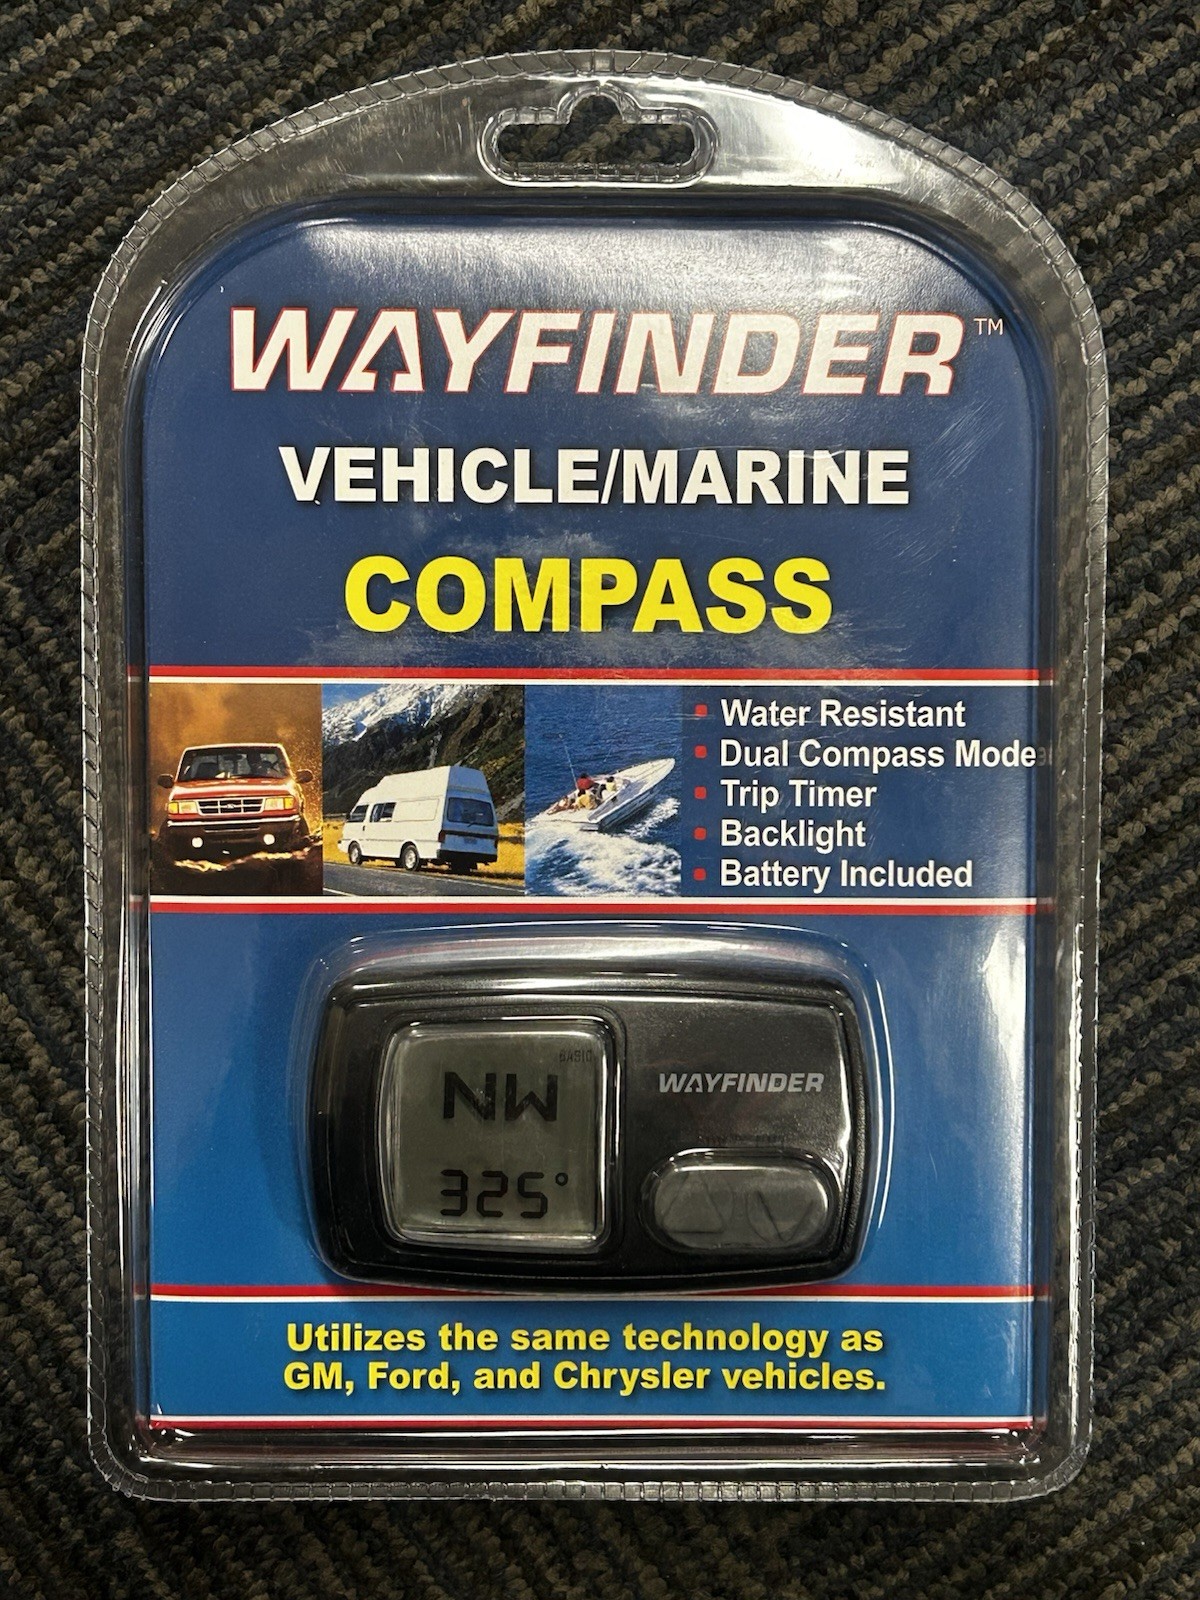 WAYFINDER™
VEHICLE/MARINE
COMPASS
Water Resistant
Dual Compass Mode
Trip Timer
Backlight
Battery Included
BASIC
NW
325°
WAYFINDER
Utilizes the same technology as
GM, Ford, and Chrysler vehicles.